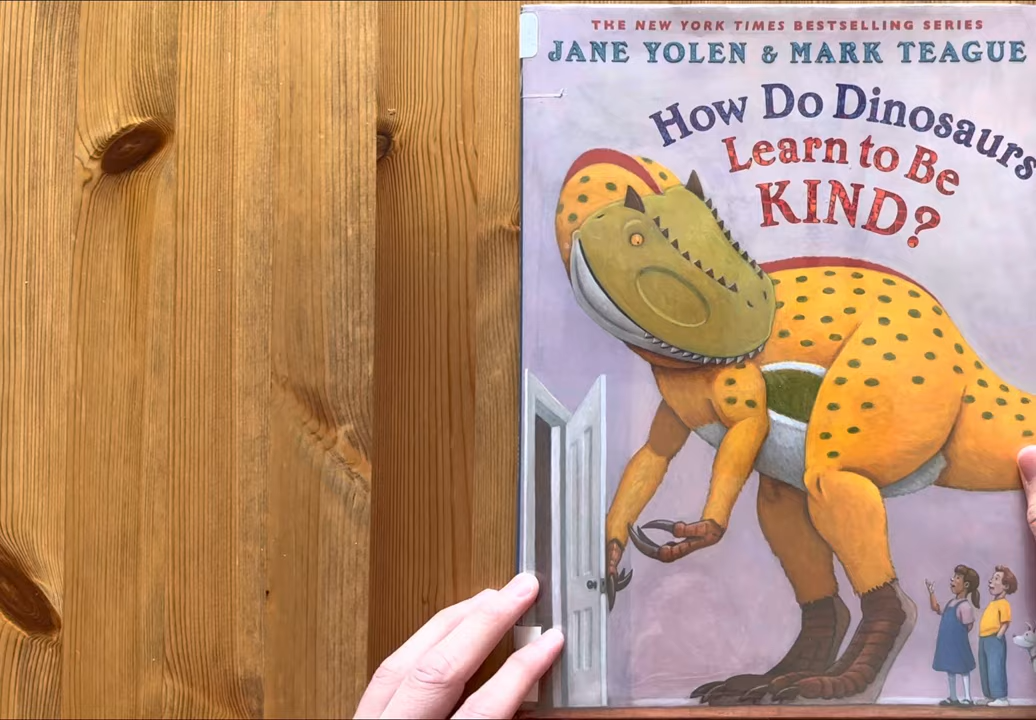 THE NEW YORK TIMES BESTSELLING SERIES
JANE YOLEN & MARK TEAGUE
How Do Dinosaurs
Learn to Be
KIND?